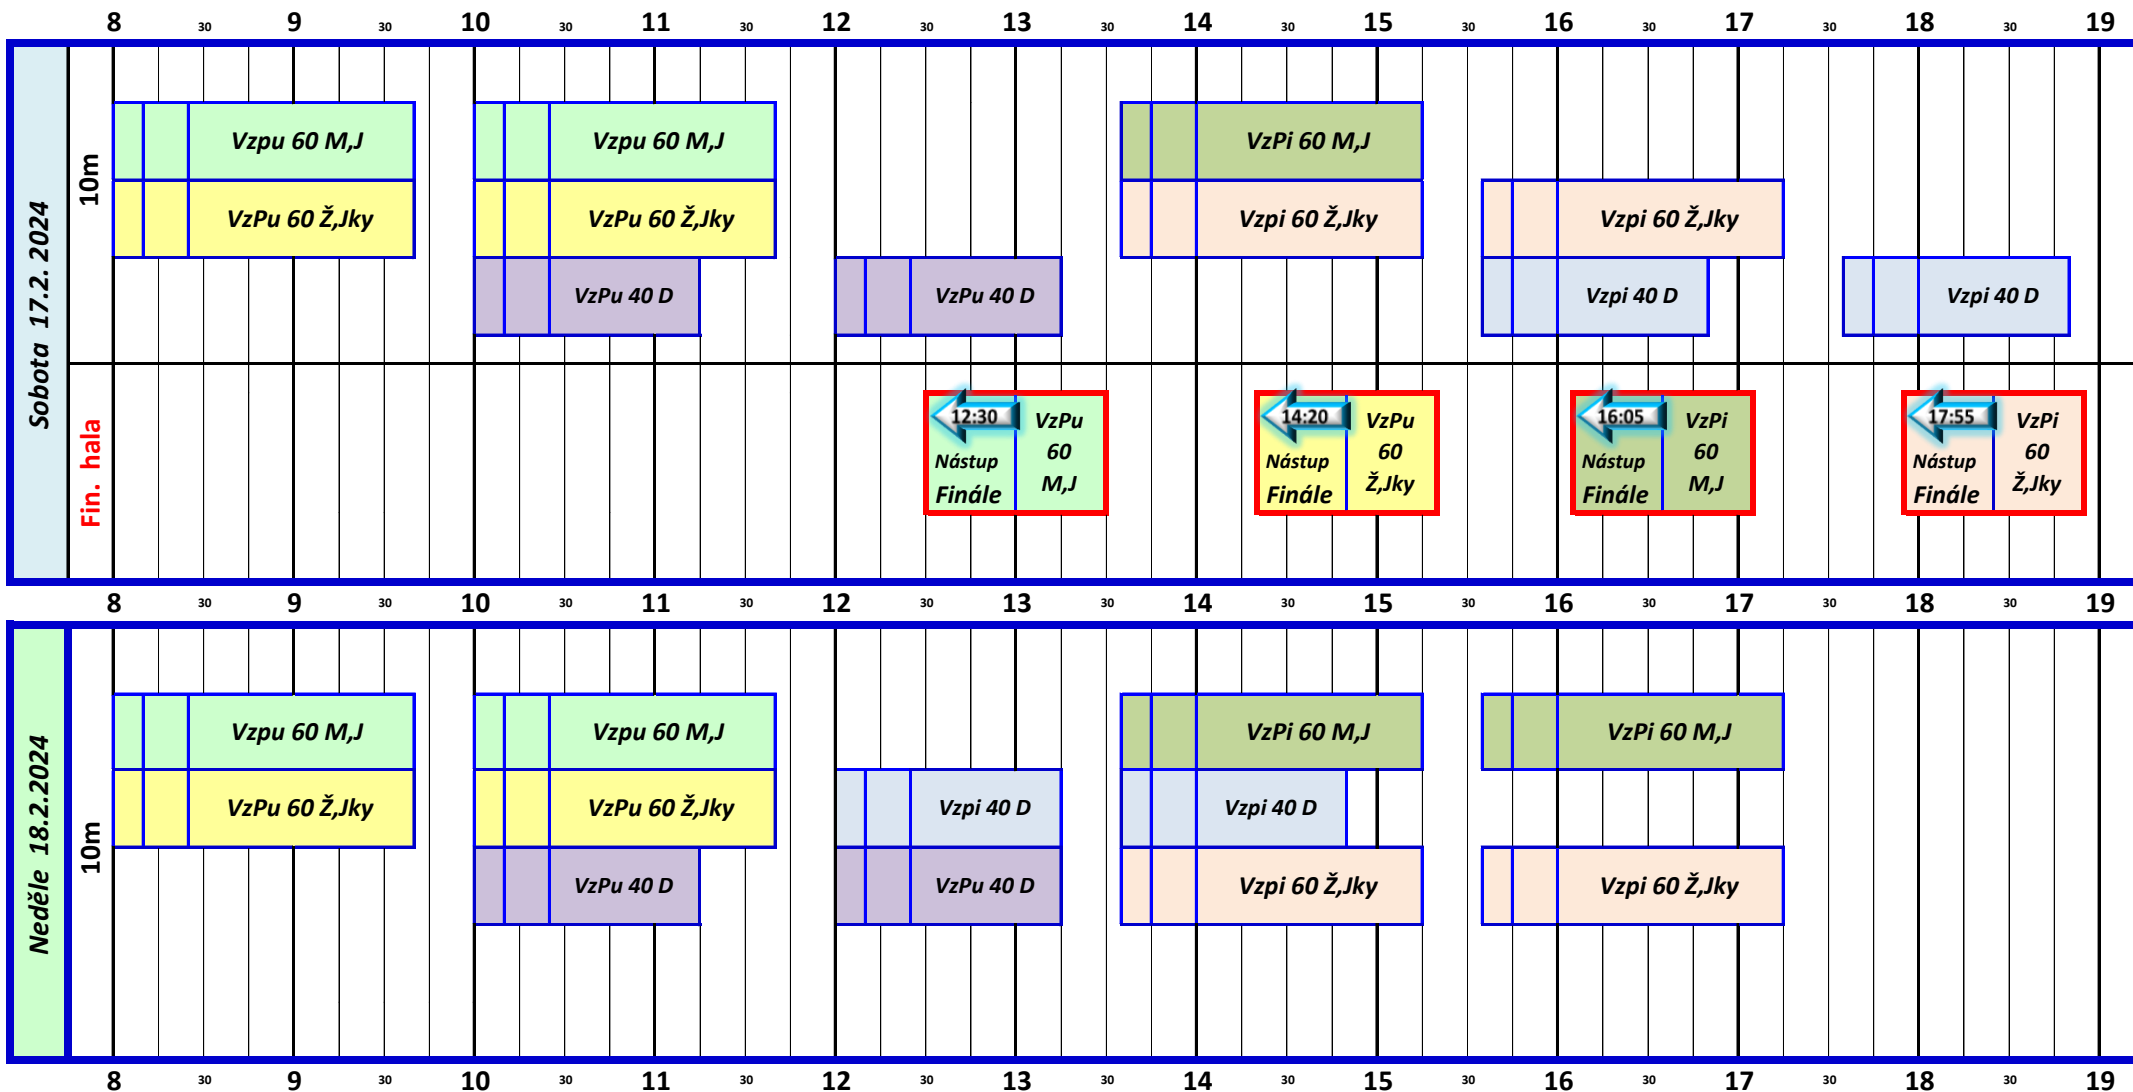 8 30 9 30 10 30 11 30 12 30 13 30 14 30 15 30 16 30 17 30 18 30 19
Sobota 17.2. 2024
10m
Vzpu 60 M,J
Vzpu 60 M,J
VzPi 60 M,J
VzPu 60 Ž,Jky
VzPu 60 Ž,Jky
Vzpi 60 Ž,Jky
Vzpi 60 Ž,Jky
VzPu 40 D
VzPu 40 D
Vzpi 40 D
Vzpi 40 D
Fin. hala
12:30
Nástup
Finále
VzPu
60
M,J
14:20
Nástup
Finále
VzPu
60
Ž,Jky
16:05
Nástup
Finále
VzPi
60
M,J
17:55
Nástup
Finále
VzPi
60
Ž,Jky
8 30 9 30 10 30 11 30 12 30 13 30 14 30 15 30 16 30 17 30 18 30 19
Neděle 18.2.2024
10m
Vzpu 60 M,J
Vzpu 60 M,J
VzPi 60 M,J
VzPi 60 M,J
VzPu 60 Ž,Jky
VzPu 60 Ž,Jky
Vzpi 40 D
Vzpi 40 D
VzPu 40 D
VzPu 40 D
Vzpi 60 Ž,Jky
Vzpi 60 Ž,Jky
8 30 9 30 10 30 11 30 12 30 13 30 14 30 15 30 16 30 17 30 18 30 19